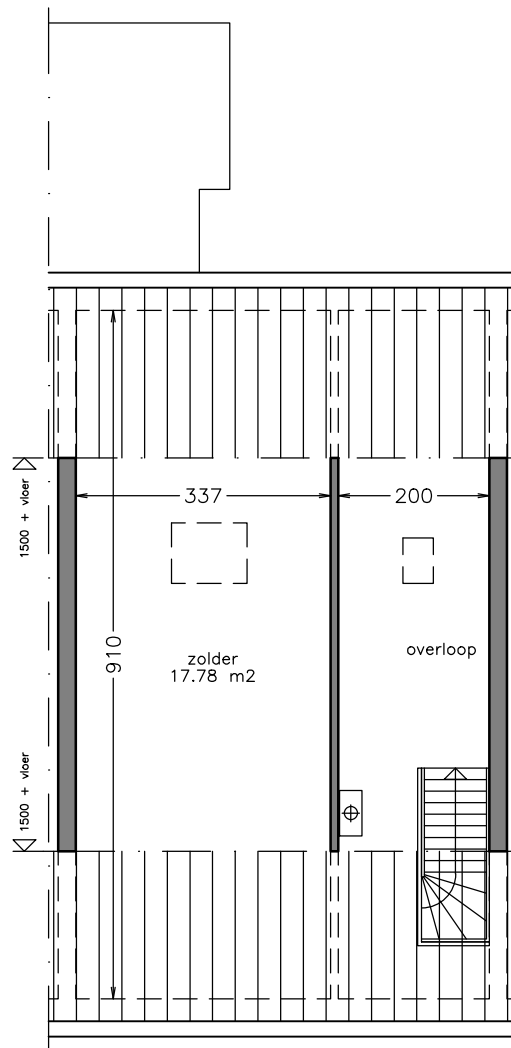 1500 + vloer
337
200
910
zolder
17.78 m2
overloop
1500 + vloer